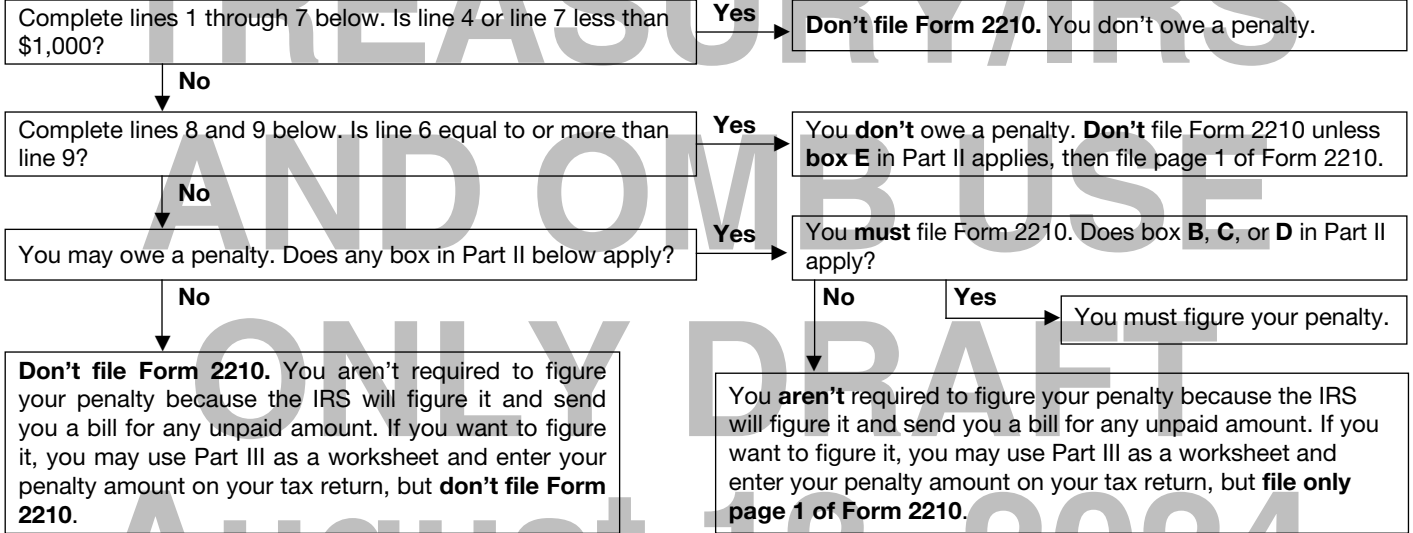 TREASURY/IRS
AND OMB USE
ONLY DRAFT
August 19, 2024
Complete lines 1 through 7 below. Is line 4 or line 7 less than
$1,000?
Yes
Don't file Form 2210. You don't owe a penalty.
No
Complete lines 8 and 9 below. Is line 6 equal to or more than
line 9?
Yes
You don't owe a penalty. Don't file Form 2210 unless
box E in Part II applies, then file page 1 of Form 2210.
No
You may owe a penalty. Does any box in Part II below apply?
Yes
You must file Form 2210. Does box B, C, or D in Part II
apply?
No
Yes
You must figure your penalty.
No
Don't file Form 2210. You aren't required to figure
your penalty because the IRS will figure it and send
you a bill for any unpaid amount. If you want to figure
it, you may use Part III as a worksheet and enter your
penalty amount on your tax return, but don't file Form
2210.
You aren't required to figure your penalty because the IRS
will figure it and send you a bill for any unpaid amount. If you
want to figure it, you may use Part III as a worksheet and
enter your penalty amount on your tax return, but file only
page 1 of Form 2210.